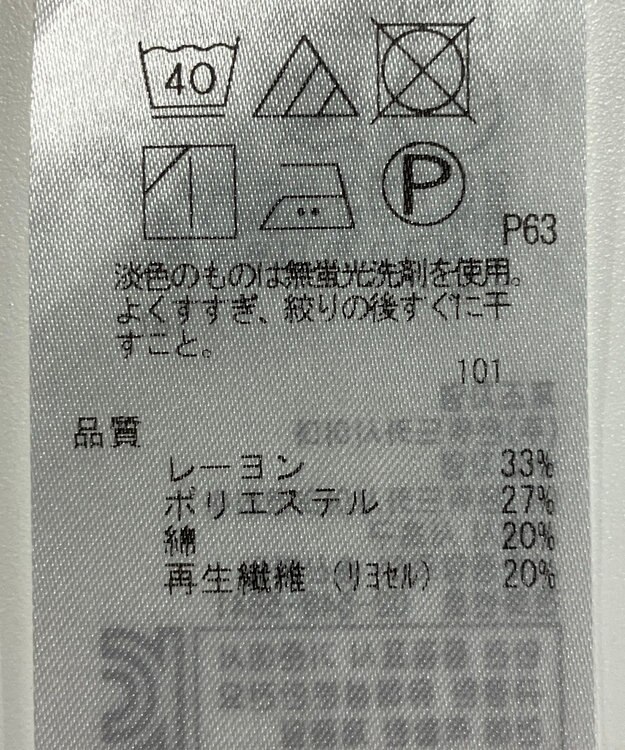 40
P
P63
淡色のものは無蛍光洗剤を使用。
よくすすぎ、絞りの後すぐに干
すこと。
101
品質
レーヨン 33%
ポリエステル 27%
綿 20%
再生繊維（リヨセル） 20%